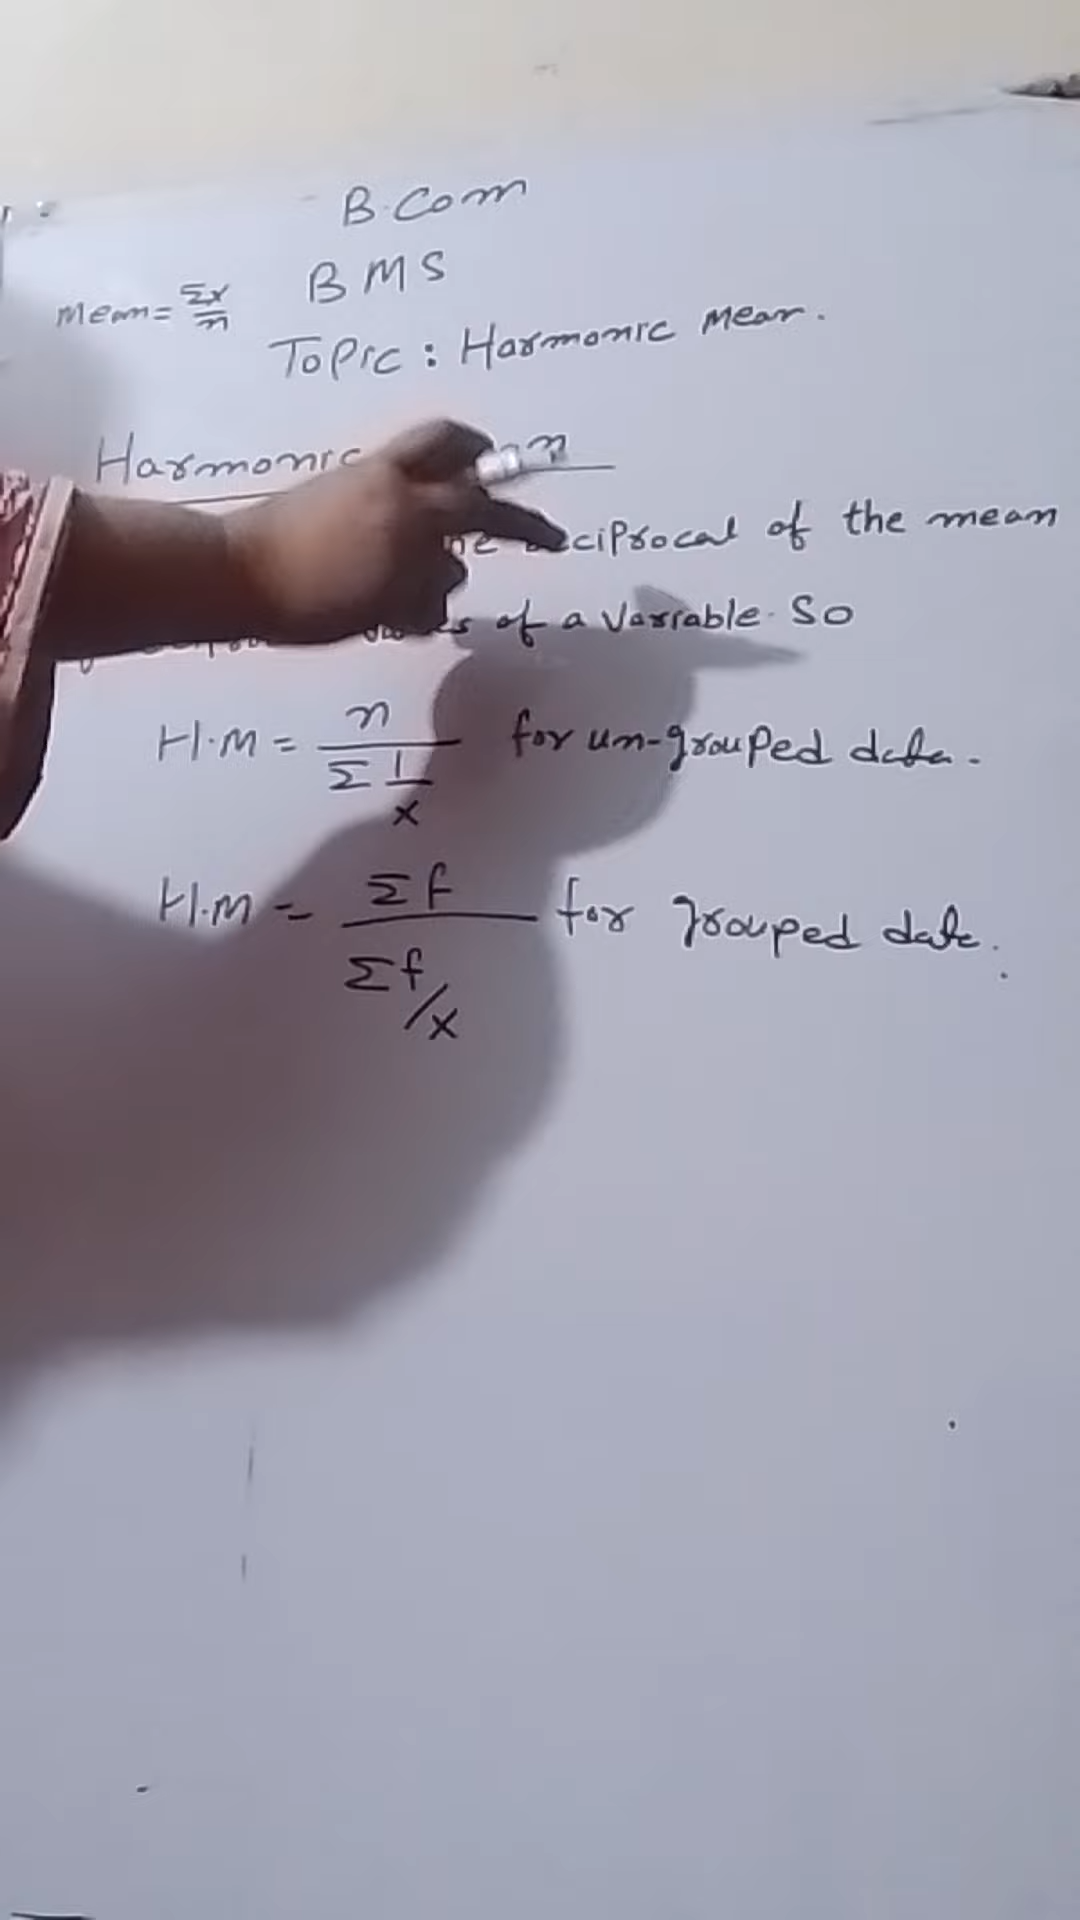 B.Com
BMS
Mean = Σx/n
Topic : Harmonic Mean.
Harmonic
reciprocal of the mean
of a Variable. So
H.M = n / Σ 1/x for un-grouped data.
H.M = Σf / Σf/x for grouped data.